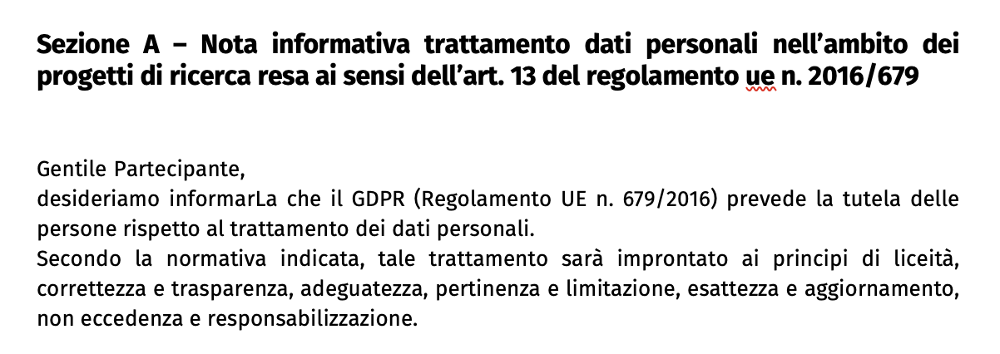 Sezione A – Nota informativa trattamento dati personali nell’ambito dei
progetti di ricerca resa ai sensi dell’art. 13 del regolamento ue n. 2016/679
Gentile Partecipante,
desideriamo informarLa che il GDPR (Regolamento UE n. 679/2016) prevede la tutela delle
persone rispetto al trattamento dei dati personali.
Secondo la normativa indicata, tale trattamento sarà improntato ai principi di liceità,
correttezza e trasparenza, adeguatezza, pertinenza e limitazione, esattezza e aggiornamento,
non eccedenza e responsabilizzazione.